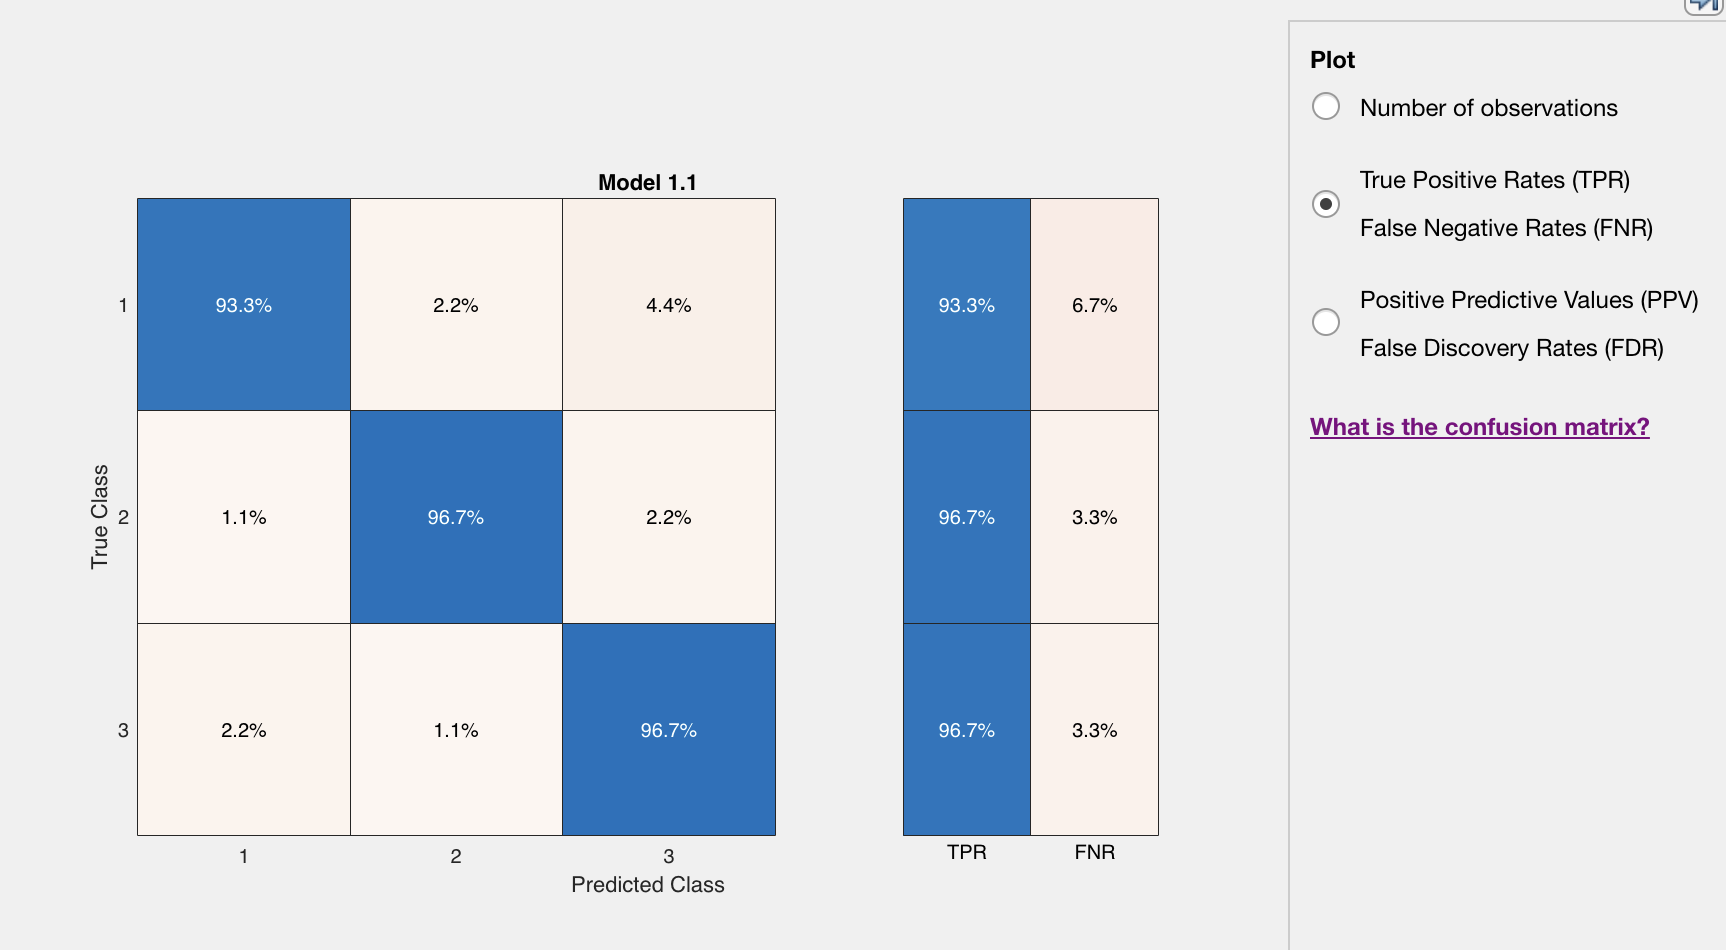 Model 1.1
True Class
1
93.3%
2.2%
4.4%
2
1.1%
96.7%
2.2%
3
2.2%
1.1%
96.7%
1
2
3
Predicted Class
93.3%
6.7%
96.7%
3.3%
96.7%
3.3%
TPR
FNR
Plot
Number of observations
True Positive Rates (TPR)
False Negative Rates (FNR)
Positive Predictive Values (PPV)
False Discovery Rates (FDR)
What is the confusion matrix?